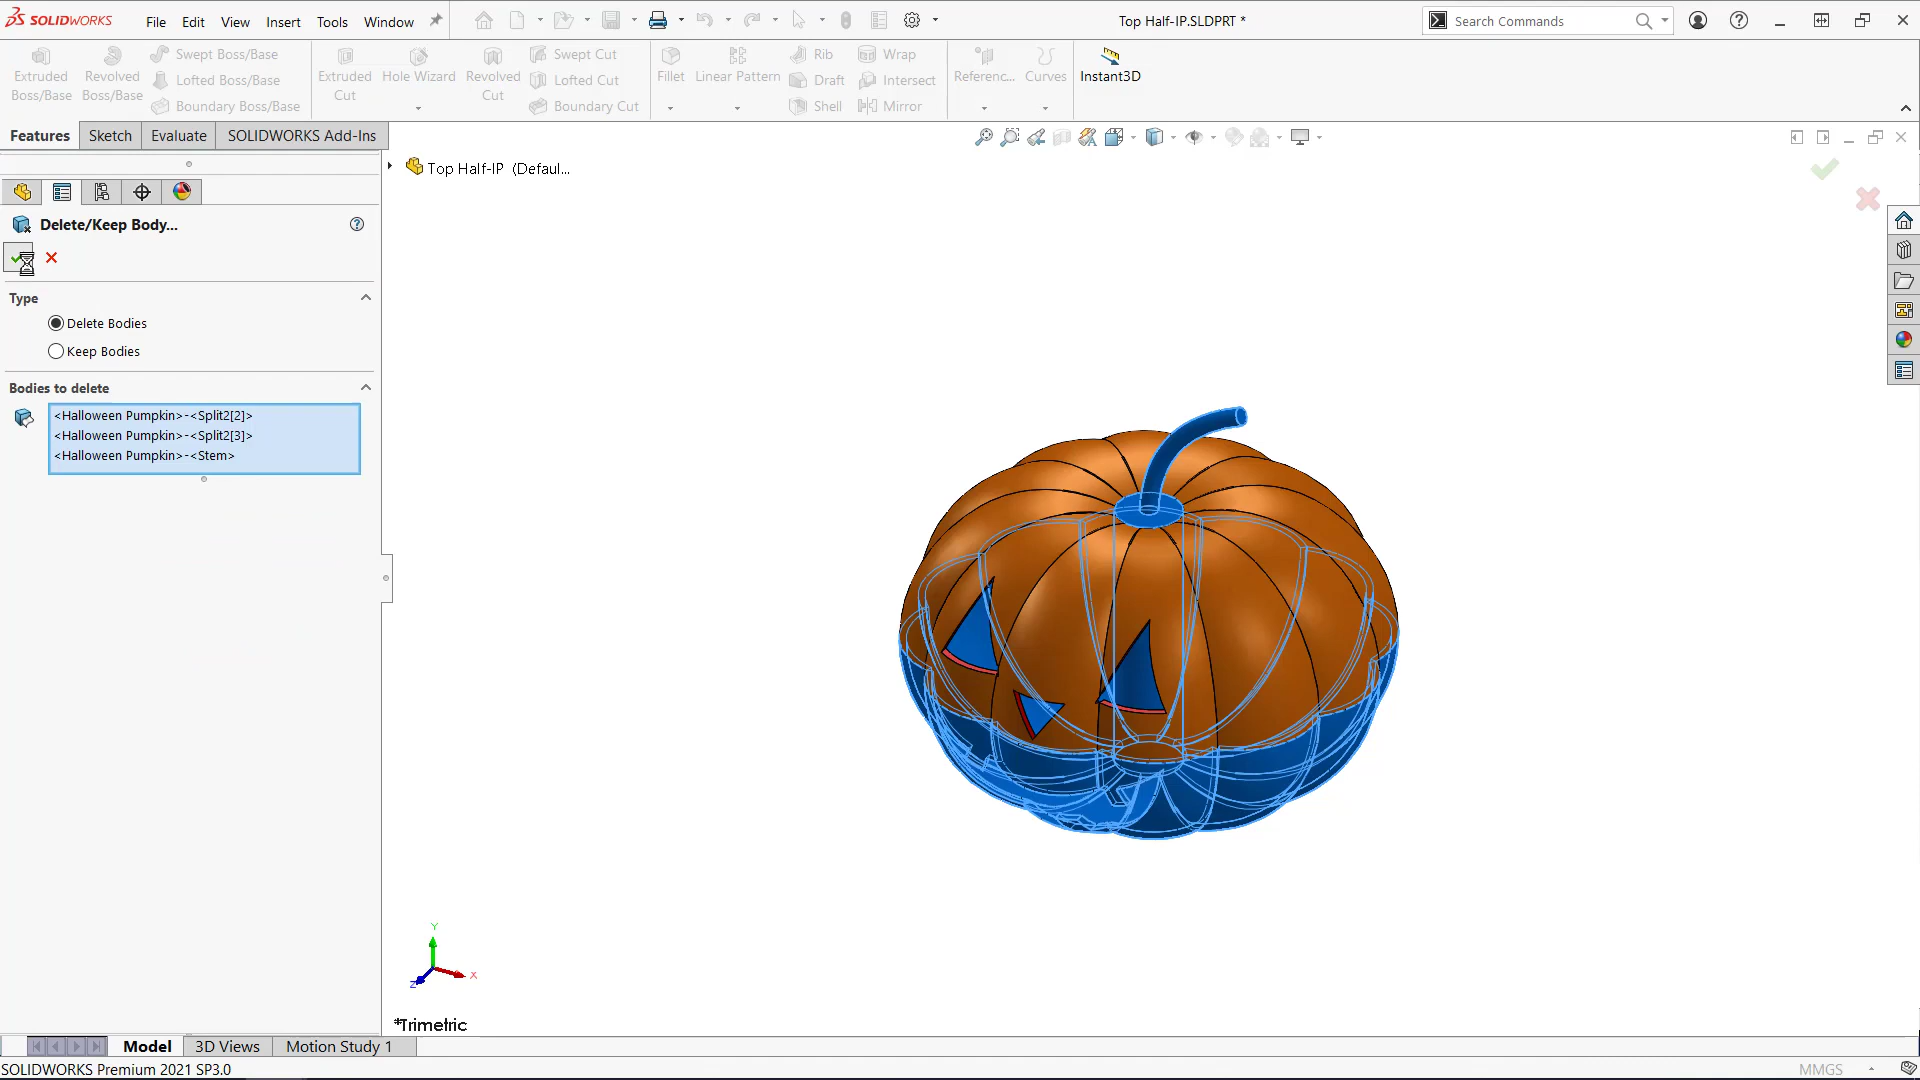 SOLIDWORKS File Edit View Insert Tools Window
Top Half-IP.SLDPRT *
Search Commands
Extruded Boss/Base
Revolved Boss/Base
Swept Boss/Base
Lofted Boss/Base
Boundary Boss/Base
Extruded Cut
Hole Wizard
Revolved Cut
Swept Cut
Lofted Cut
Boundary Cut
Fillet
Linear Pattern
Rib
Draft
Shell
Wrap
Intersect
Mirror
Referenc...
Curves
Instant3D
Features Sketch Evaluate SOLIDWORKS Add-Ins
Top Half-IP (Defaul...
Delete/Keep Body...
Type
Delete Bodies
Keep Bodies
Bodies to delete
<Halloween Pumpkin>-<Split2[2]>
<Halloween Pumpkin>-<Split2[3]>
<Halloween Pumpkin>-<Stem>
Y
X
Z
*Trimetric
Model 3D Views Motion Study 1
SOLIDWORKS Premium 2021 SP3.0
MMGS